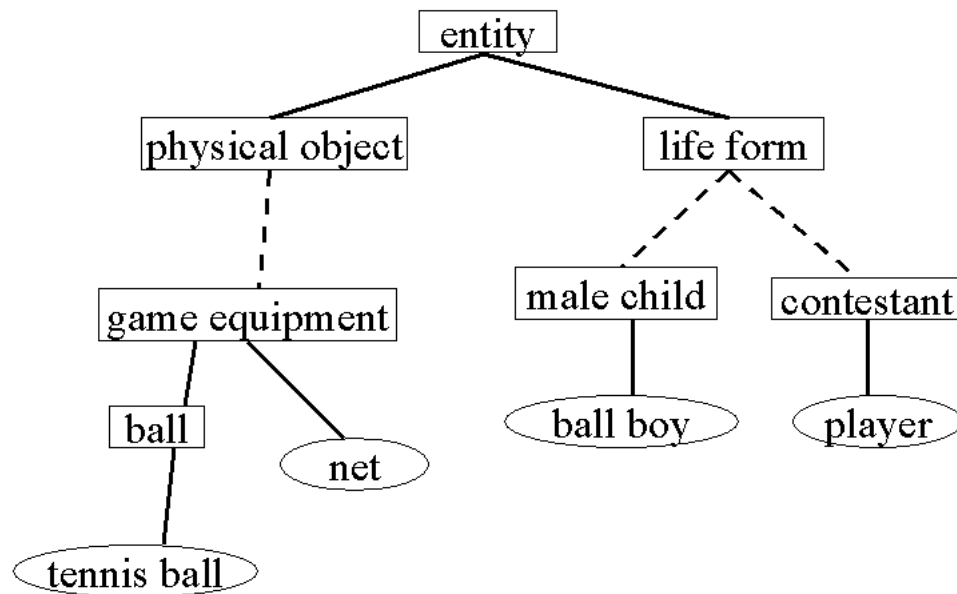 entity
physical object
life form
male child
contestant
game equipment
ball
ball boy
player
net
tennis ball